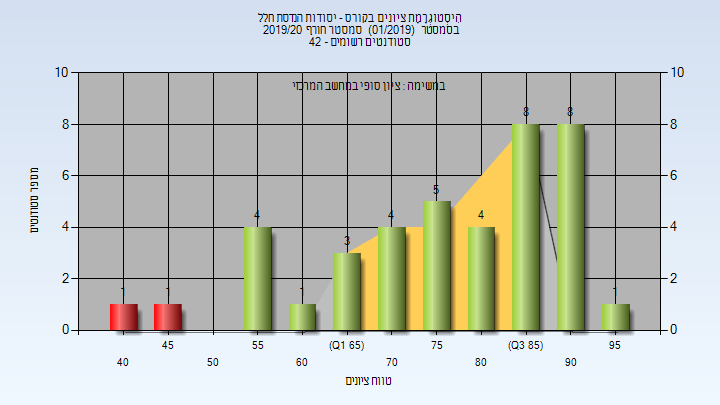 היסטוגרמת ציונים בקורס - יסודות הנדסת חלל
בסמסטר (01/2019) סמסטר חורף 2019/20
סטודנטים רשומים - 42
במשימה : ציון סופי במחשב המרכזי
מספר סטודנטים
10 10
8 8
6 6
4 4
2 2
0 0
1 1 4 1 3 4 5 4 8 8 1
45 55 (Q1 65) 75 (Q3 85) 95
40 50 60 70 80 90
טווח ציונים